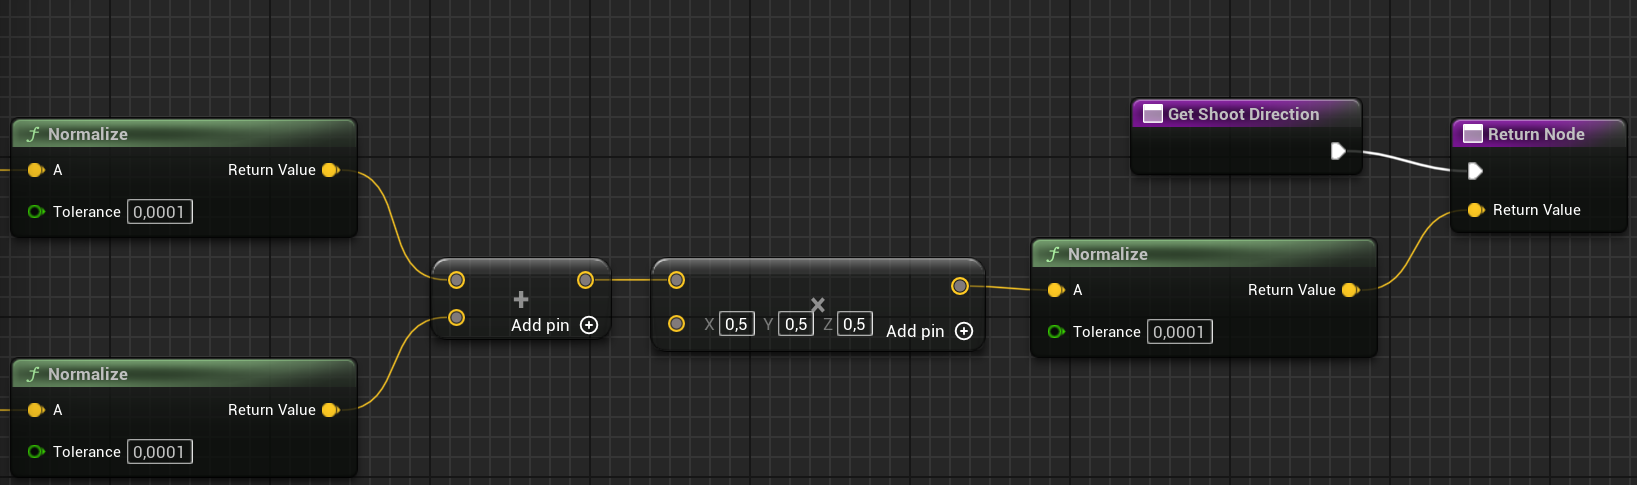 Normalize
A
Return Value
Tolerance 0,0001
Normalize
A
Return Value
Tolerance 0,0001
+
Add pin
×
X 0,5 Y 0,5 Z 0,5
Add pin
Normalize
A
Return Value
Tolerance 0,0001
Get Shoot Direction
Return Node
Return Value